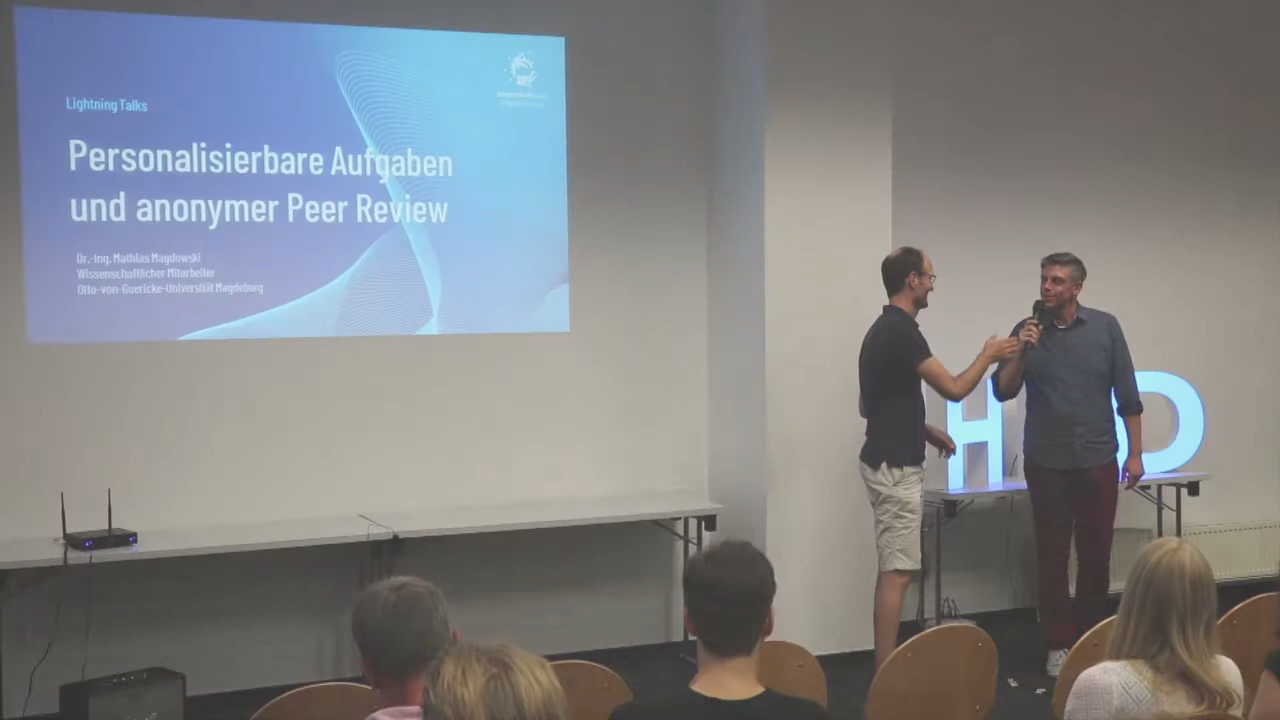 Lightning Talks
Personalisierbare Aufgaben
und anonymer Peer Review
Dr.-Ing. Mathias Magdowski
Wissenschaftlicher Mitarbeiter
Otto-von-Guericke-Universität Magdeburg
H
D